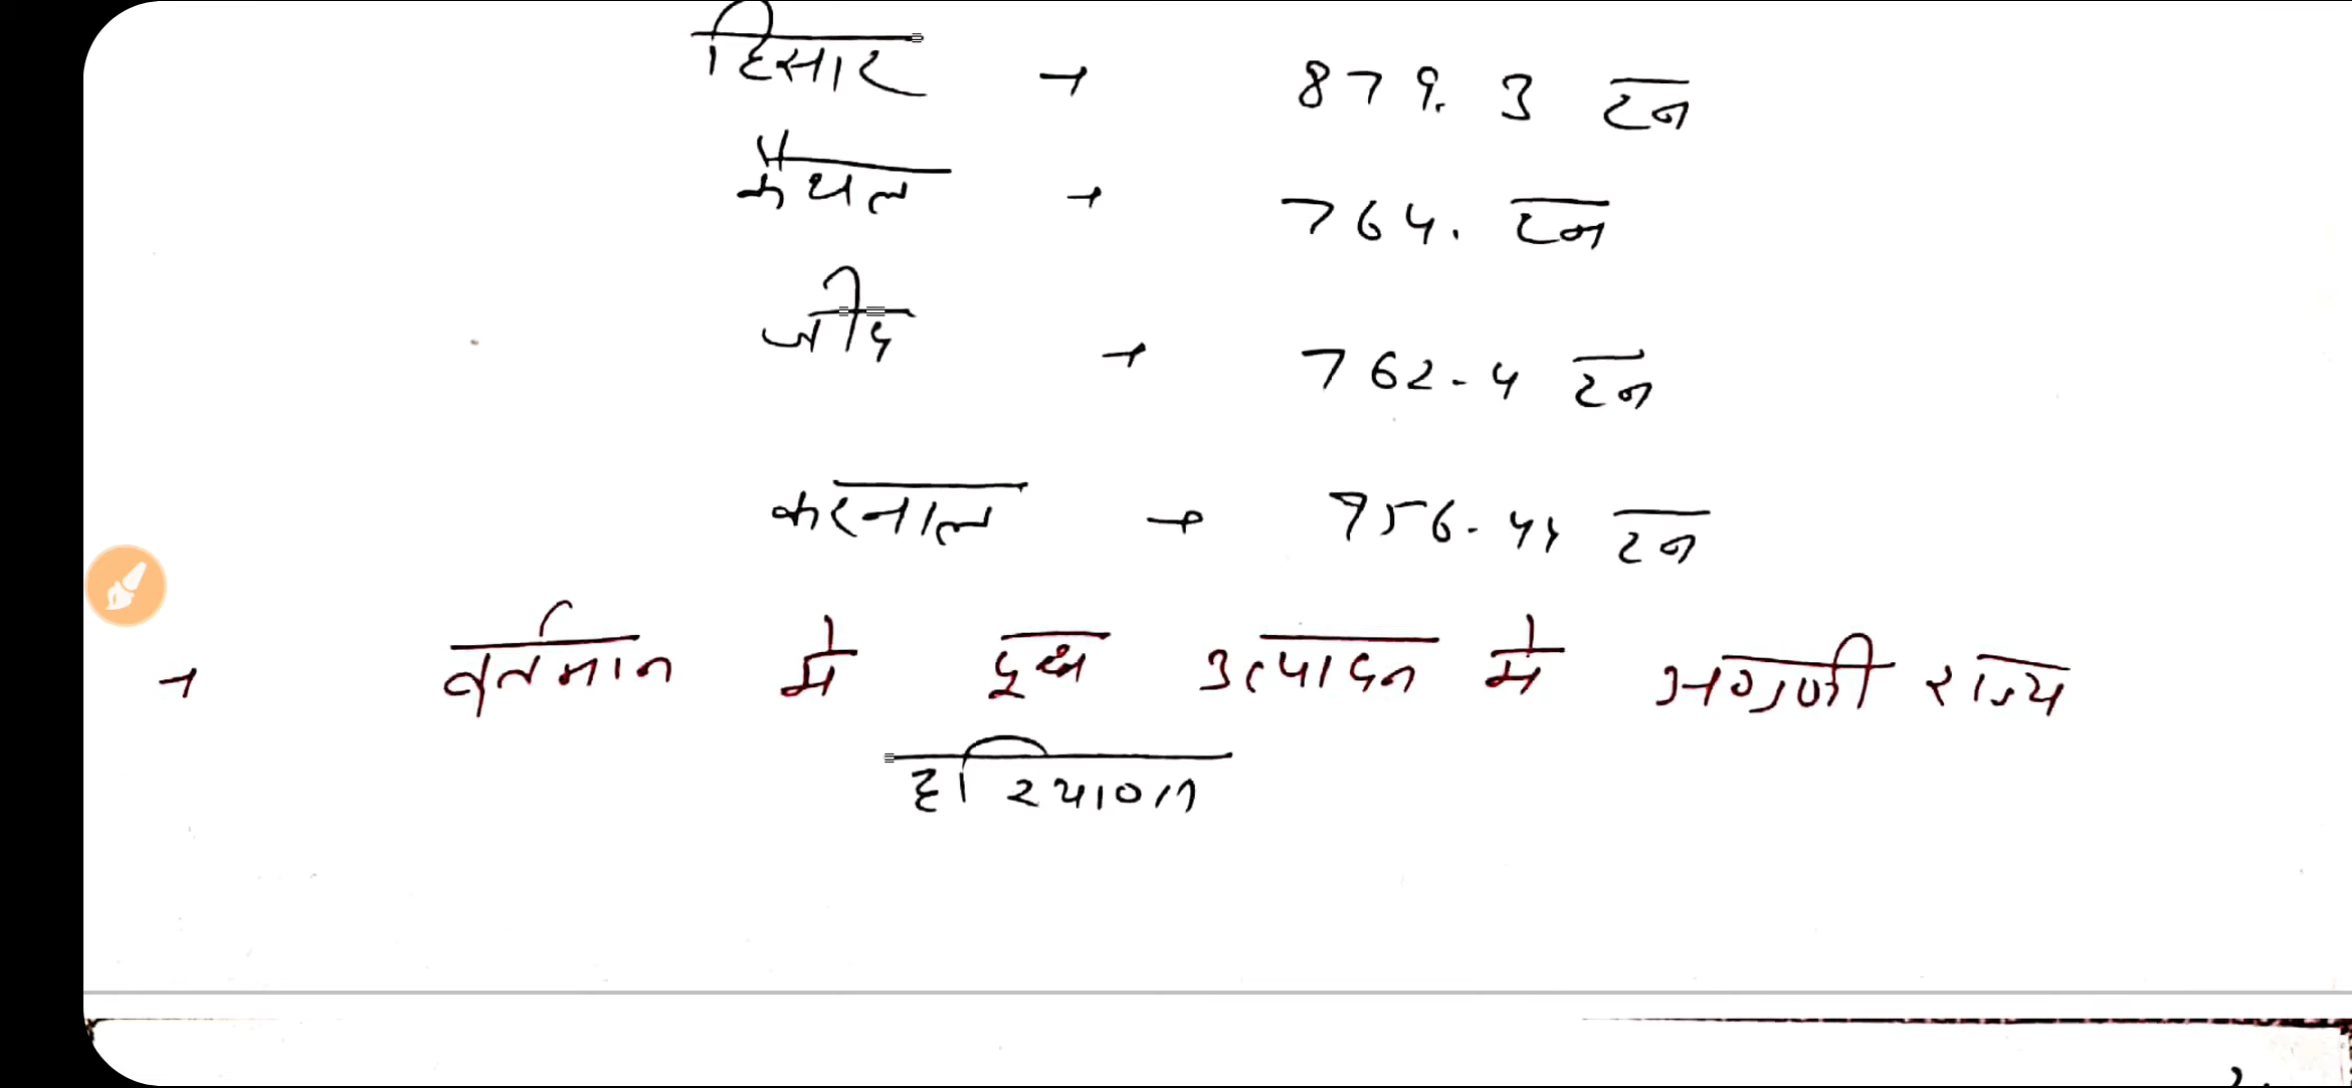 हिसार → 879.3 टन
कैथल → 764. टन
जीद → 762.4 टन
करनाल → 756.44 टन
→ वर्तमान मे दूध उत्पादन मे अग्रणी राज्य
हरियाणा